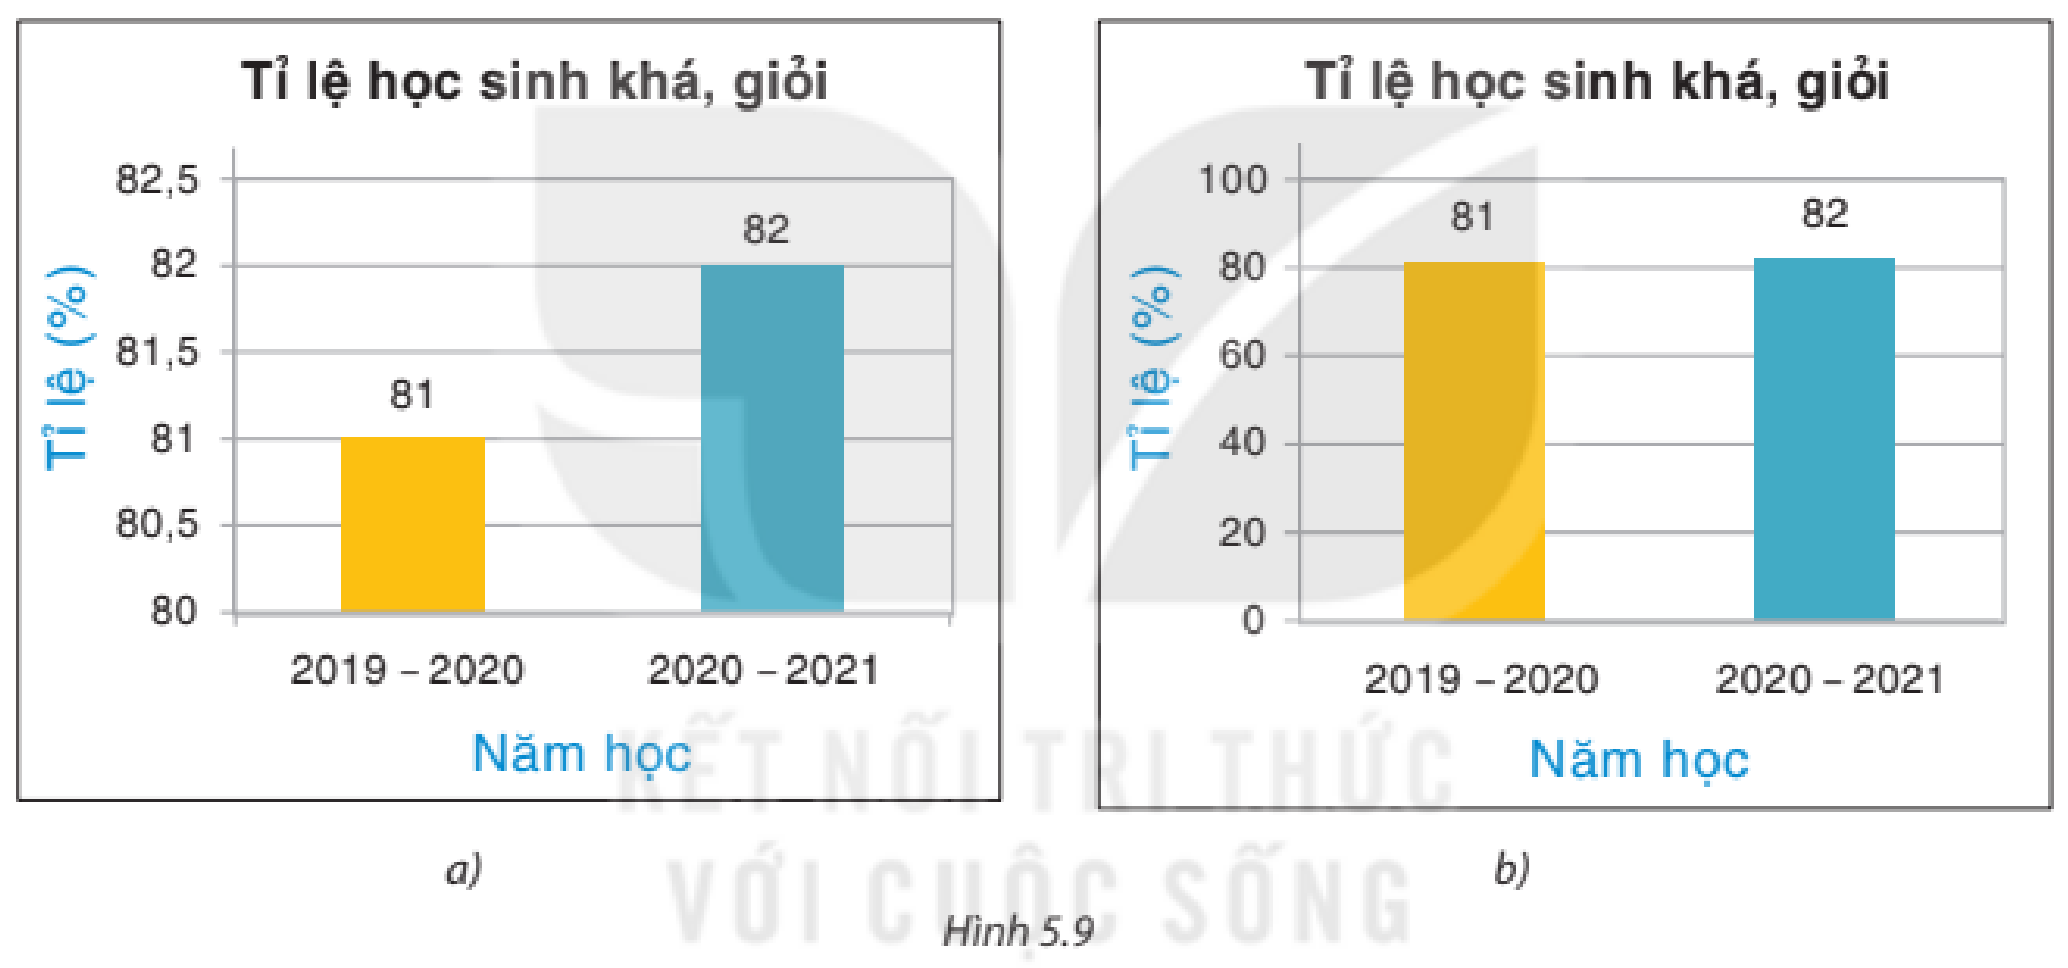 Tỉ lệ học sinh khá, giỏi
82,5
82
81,5
81
80,5
80
Tỉ lệ (%)
81
82
2019 – 2020
2020 – 2021
Năm học
a)
Tỉ lệ học sinh khá, giỏi
100
80
60
40
20
0
Tỉ lệ (%)
81
82
2019 – 2020
2020 – 2021
Năm học
b)
KẾT NỐI TRI THỨC
VỚI CUỘC SỐNG
Hình 5.9